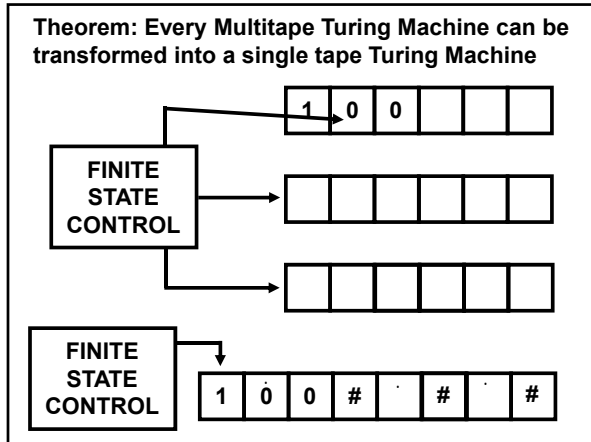 Theorem: Every Multitape Turing Machine can be
transformed into a single tape Turing Machine
1 0 0
FINITE
STATE
CONTROL
FINITE
STATE
CONTROL
1 0 0 # # #